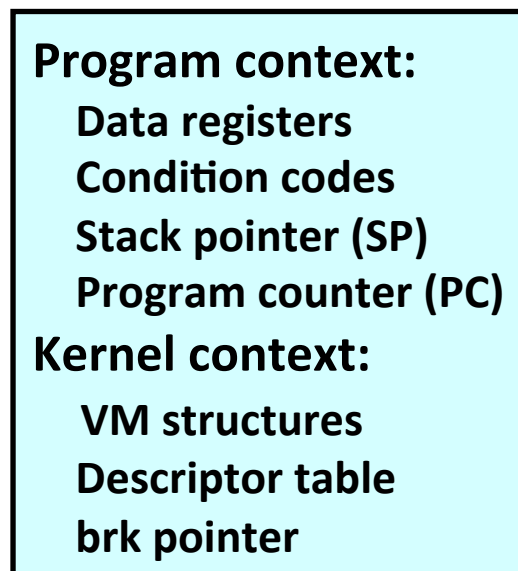 Program context:
Data registers
Condition codes
Stack pointer (SP)
Program counter (PC)
Kernel context:
VM structures
Descriptor table
brk pointer